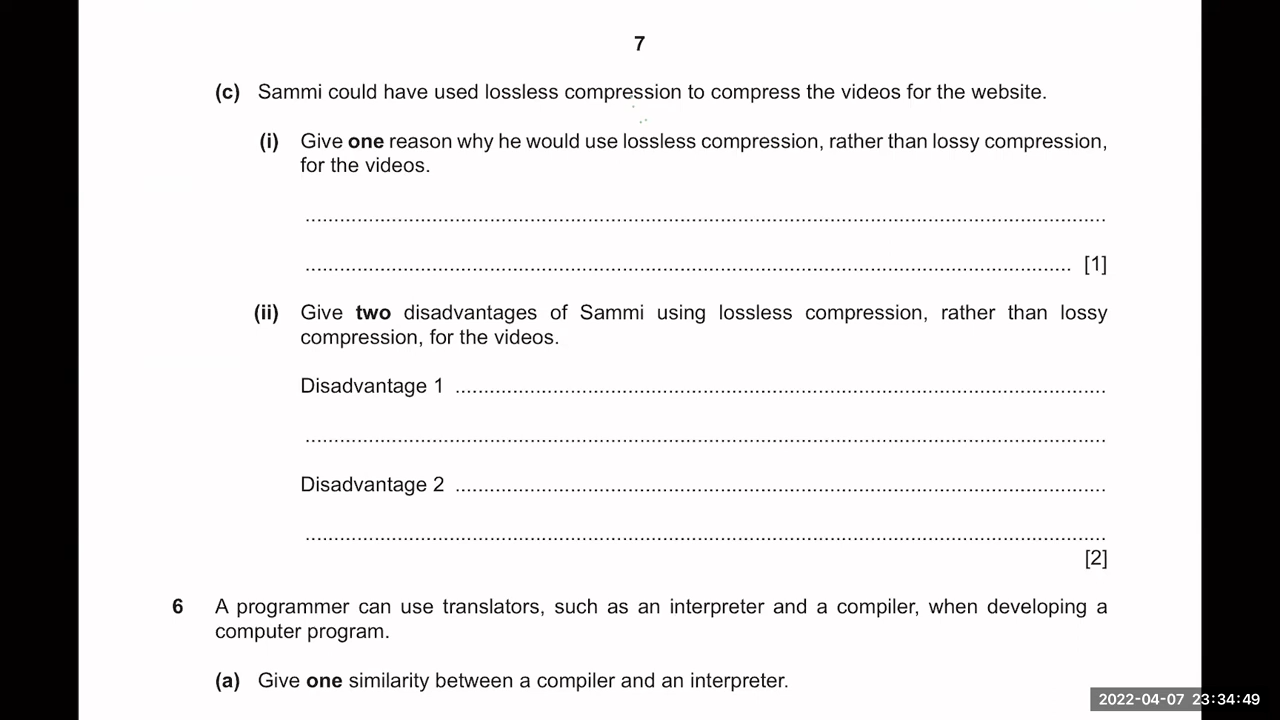 7
(c) Sammi could have used lossless compression to compress the videos for the website.
(i) Give one reason why he would use lossless compression, rather than lossy compression,
for the videos.
...................................................................................................................................
............................................................................................................................. [1]
(ii) Give two disadvantages of Sammi using lossless compression, rather than lossy
compression, for the videos.
Disadvantage 1 ..........................................................................................................
...................................................................................................................................
Disadvantage 2 ..........................................................................................................
...................................................................................................................................
[2]
6 A programmer can use translators, such as an interpreter and a compiler, when developing a
computer program.
(a) Give one similarity between a compiler and an interpreter.
2022-04-07 23:34:49